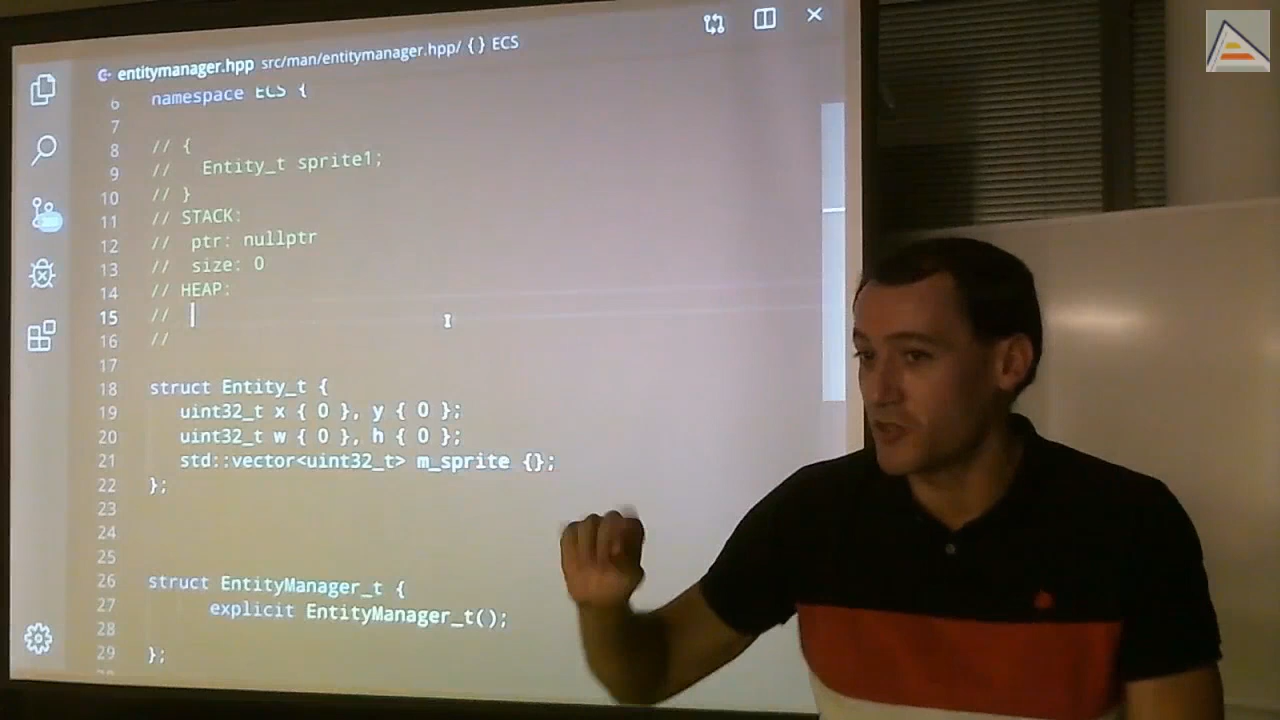 entitymanager.hpp src/man/entitymanager.hpp/ {} ECS
6 namespace ECS {
7
8 // {
9 // Entity_t sprite1;
10 // }
11 // STACK:
12 // ptr: nullptr
13 // size: 0
14 // HEAP:
15 //
16 //
17
18 struct Entity_t {
19 uint32_t x { 0 }, y { 0 };
20 uint32_t w { 0 }, h { 0 };
21 std::vector<uint32_t> m_sprite {};
22 };
23
24
25
26 struct EntityManager_t {
27 explicit EntityManager_t();
28
29 };